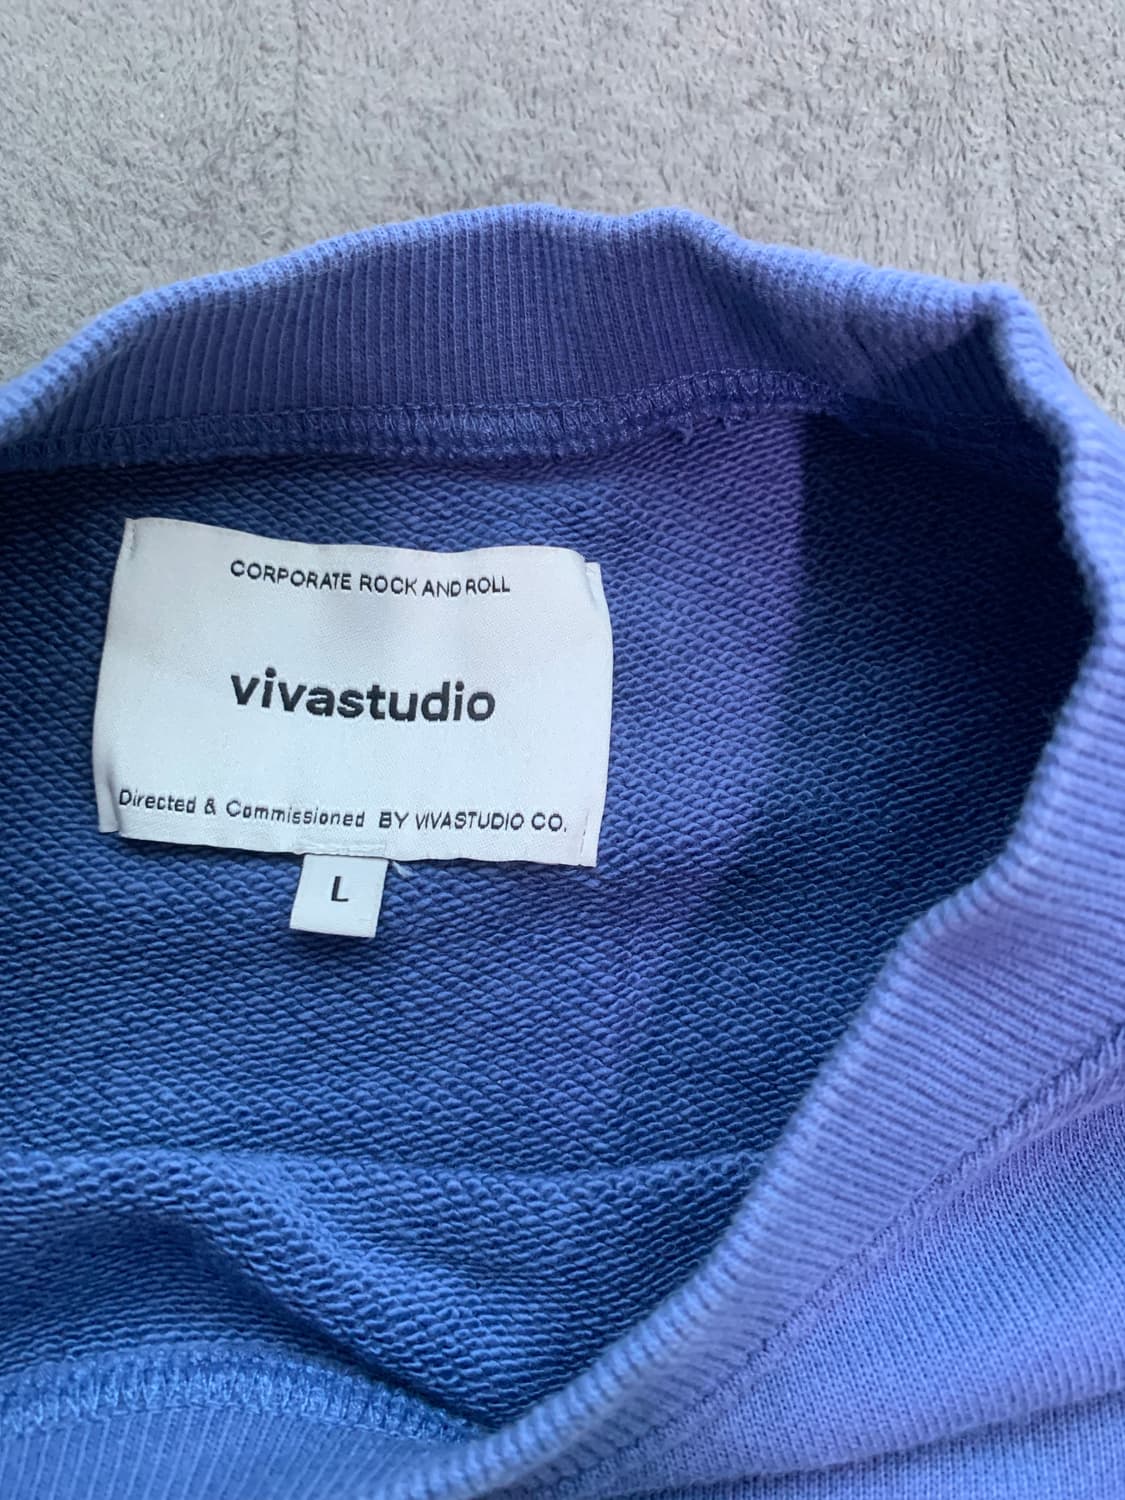 CORPORATE ROCK AND ROLL
vivastudio
Directed & Commissioned BY VIVASTUDIO CO.
L